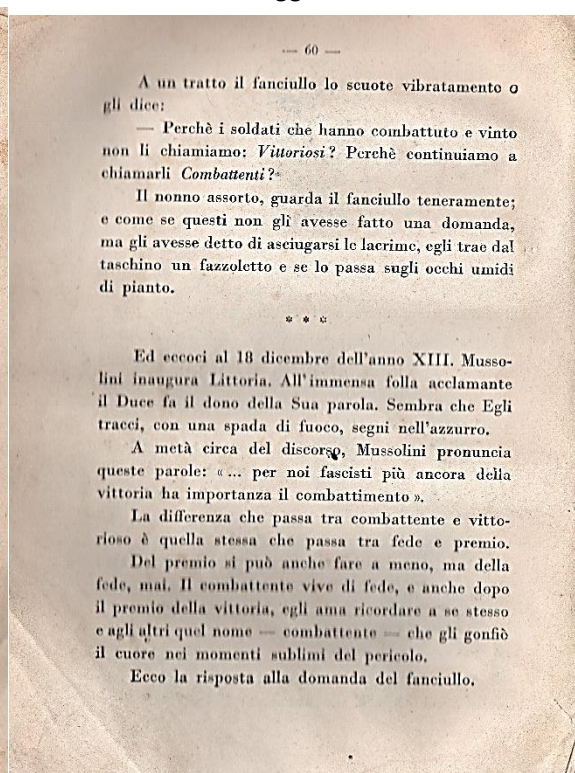 — 60 —
A un tratto il fanciullo lo scuote vibratamente e
gli dice:
— Perchè i soldati che hanno combattuto e vinto
non li chiamiamo: Vittoriosi? Perchè continuiamo a
chiamarli Combattenti?
Il nonno assorto, guarda il fanciullo teneramente;
e come se questi non gli avesse fatto una domanda,
ma gli avesse detto di asciugarsi le lacrime, egli trae dal
taschino un fazzoletto e se lo passa sugli occhi umidi
di pianto.
* * *
Ed eccoci al 18 dicembre dell'anno XIII. Musso-
lini inaugura Littoria. All'immensa folla acclamante
il Duce fa il dono della Sua parola. Sembra che Egli
tracci, con una spada di fuoco, segni nell'azzurro.
A metà circa del discorso, Mussolini pronuncia
queste parole: « ... per noi fascisti più ancora della
vittoria ha importanza il combattimento ».
La differenza che passa tra combattente e vitto-
rioso è quella stessa che passa tra fede e premio.
Del premio si può anche fare a meno, ma della
fede, mai. Il combattente vive di fede, e anche dopo
il premio della vittoria, egli ama ricordare a se stesso
e agli altri quel nome — combattente — che gli gonfiò
il cuore nei momenti sublimi del pericolo.
Ecco la risposta alla domanda del fanciullo.